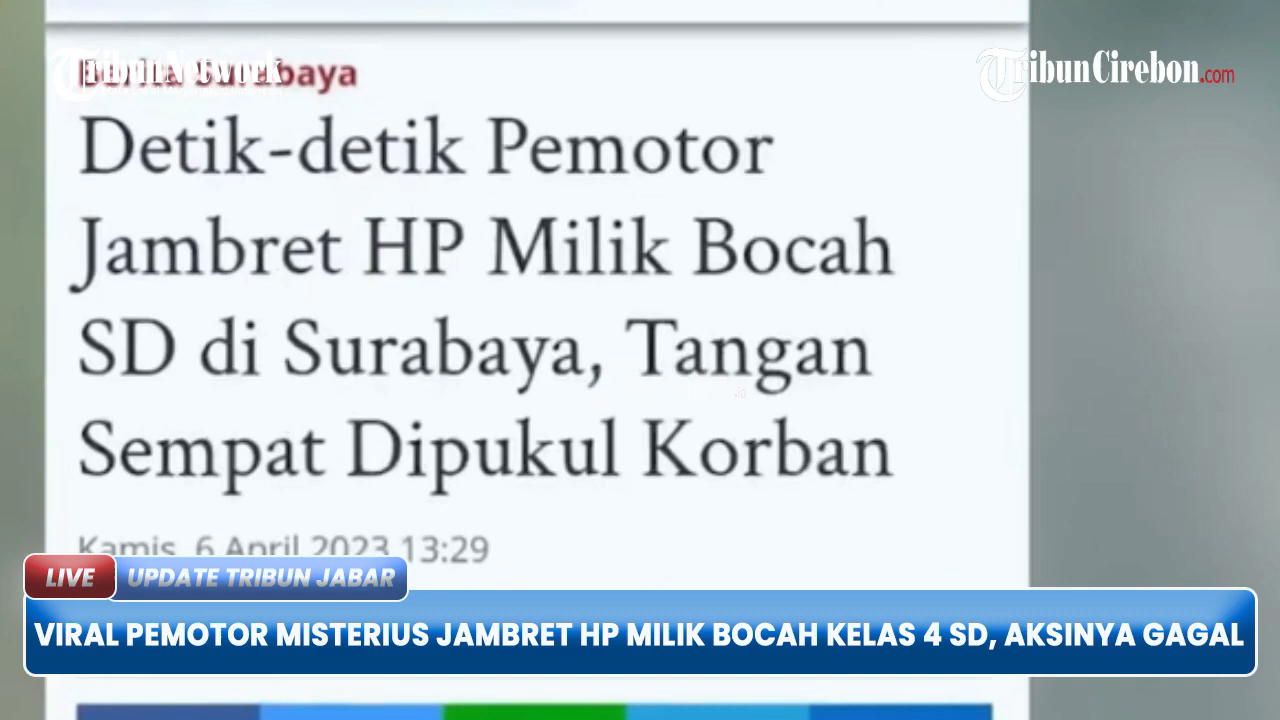 TribunNetwork
TribunCirebon.com
Surabaya
Detik-detik Pemotor
Jambret HP Milik Bocah
SD di Surabaya, Tangan
Sempat Dipukul Korban
Kamis, 6 April 2023 13:29
LIVE
UPDATE TRIBUN JABAR
VIRAL PEMOTOR MISTERIUS JAMBRET HP MILIK BOCAH KELAS 4 SD, AKSINYA GAGAL